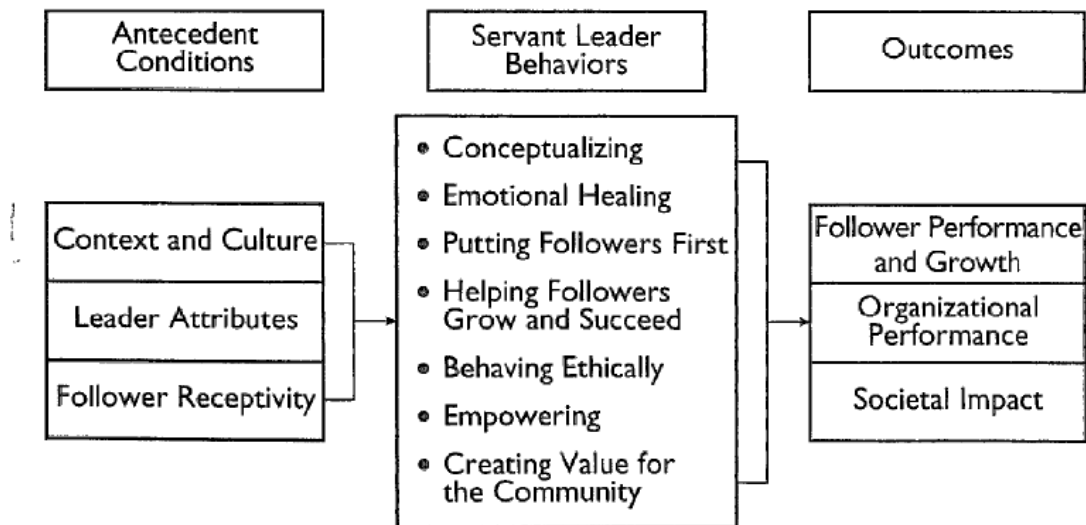 Antecedent
Conditions
Servant Leader
Behaviors
Outcomes
Context and Culture
Leader Attributes
Follower Receptivity
• Conceptualizing
• Emotional Healing
• Putting Followers First
• Helping Followers
Grow and Succeed
• Behaving Ethically
• Empowering
• Creating Value for
the Community
Follower Performance
and Growth
Organizational
Performance
Societal Impact